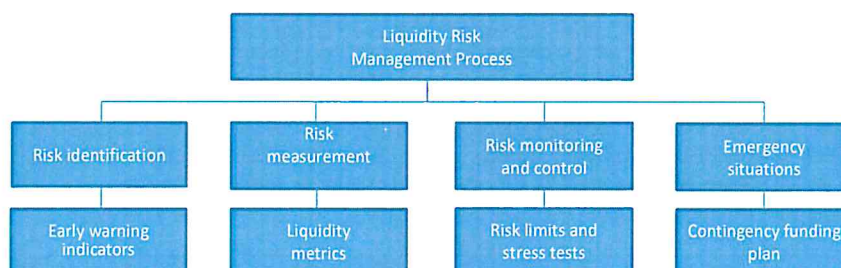 Liquidity Risk
Management Process
Risk identification
Risk
measurement
Risk monitoring
and control
Emergency
situations
Early warning
indicators
Liquidity
metrics
Risk limits and
stress tests
Contingency funding
plan